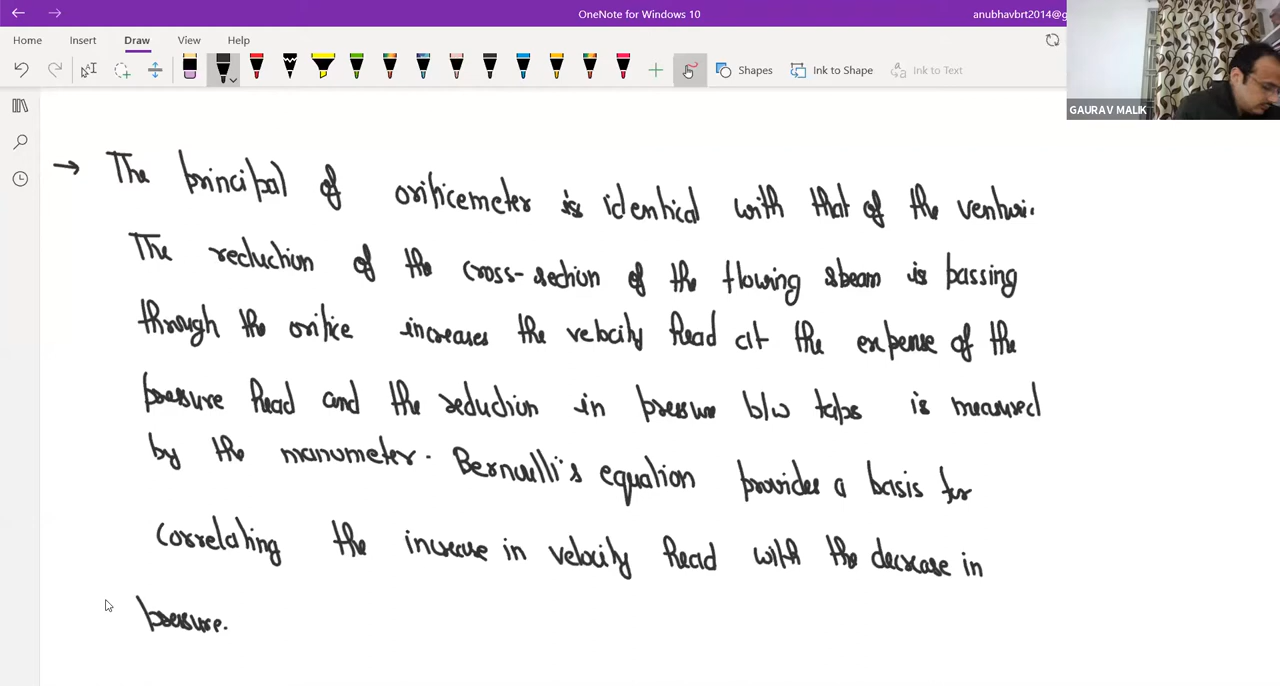 OneNote for Windows 10
anubhavbrt2014@g
Home Insert Draw View Help
Shapes Ink to Shape Ink to Text
GAURAV MALIK
→ The principal of orificemeter is identical with that of the venturi.
The reduction of the cross-section of the flowing steam is passing
through the orifice increases the velocity head at the expense of the
pressure head and the reduction in pressure b/w taps is measured
by the manometer. Bernoulli's equation provides a basis for
correlating the increase in velocity head with the decrease in
pressure.